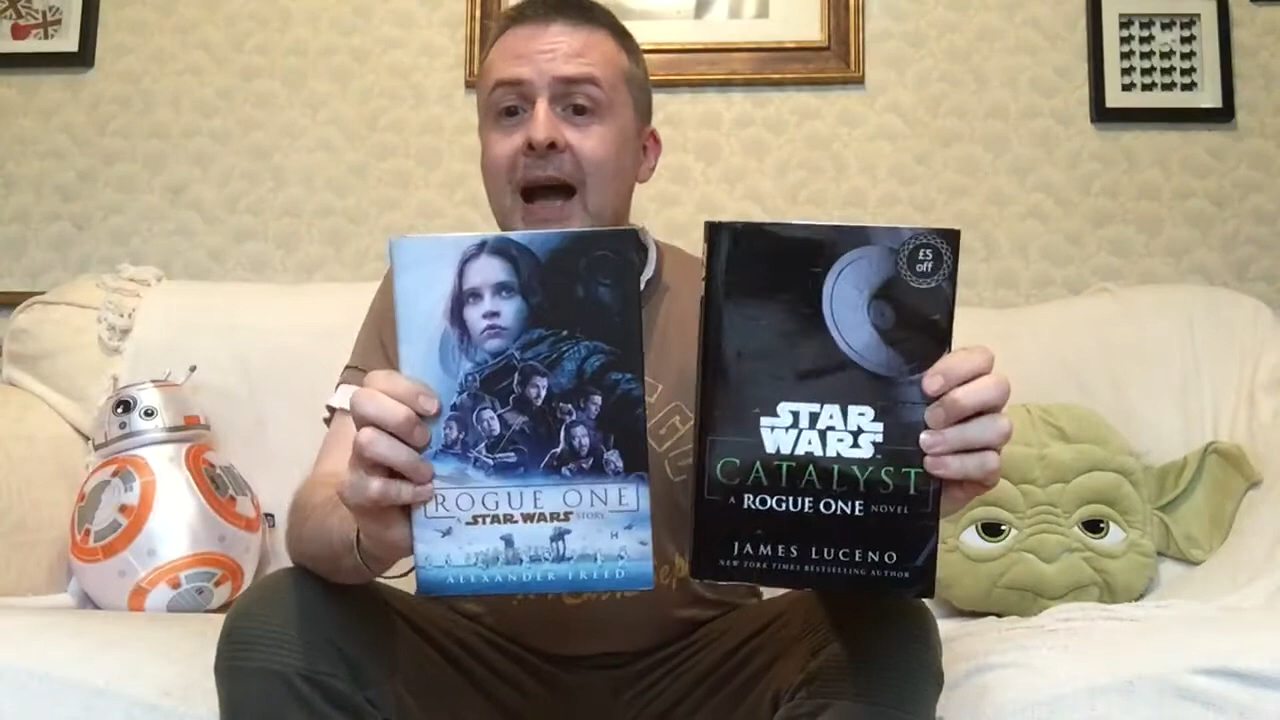 ROGUE ONE
A STAR WARS STORY
ALEXANDER FREED
£5
off
STAR
WARS
CATALYST
A ROGUE ONE NOVEL
JAMES LUCENO
NEW YORK TIMES BESTSELLING AUTHOR